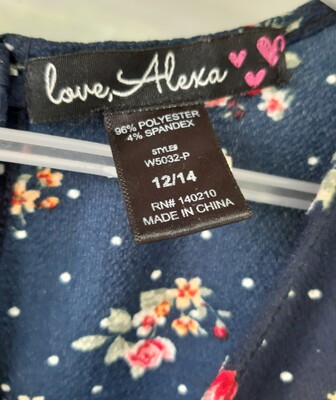 love, Alexa
96% POLYESTER
4% SPANDEX
STYLE#
W5032-P
12/14
RN# 140210
MADE IN CHINA